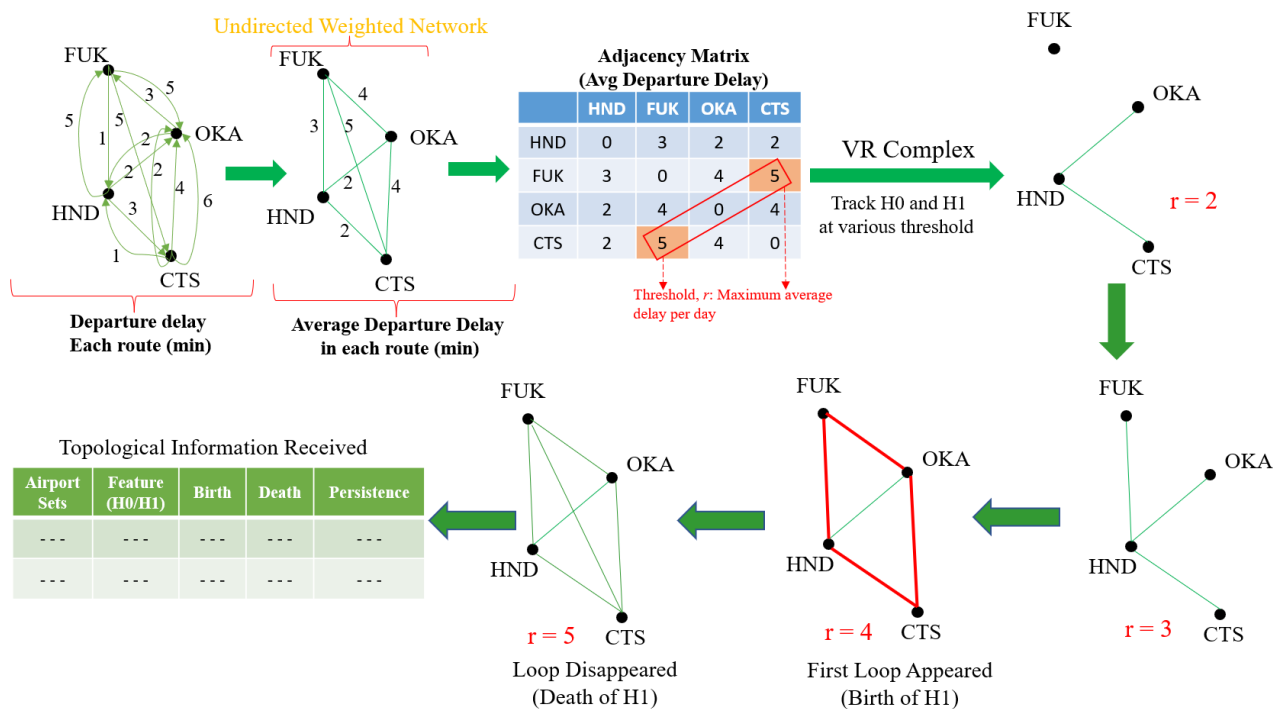 Undirected Weighted Network
FUK
5
3
5
5
1
2
OKA
2
2
4
6
HND
3
1
CTS
Departure delay
Each route (min)
FUK
4
3
5
OKA
2
4
HND
2
CTS
Average Departure Delay
in each route (min)
Adjacency Matrix
(Avg Departure Delay)
HND FUK OKA CTS
HND 0 3 2 2
FUK 3 0 4 5
OKA 2 4 0 4
CTS 2 5 4 0
Threshold, r: Maximum average
delay per day
VR Complex
Track H0 and H1
at various threshold
FUK
OKA
HND
r = 2
CTS
FUK
OKA
HND
r = 3
CTS
FUK
OKA
HND
r = 4
CTS
First Loop Appeared
(Birth of H1)
FUK
OKA
HND
r = 5
CTS
Loop Disappeared
(Death of H1)
Topological Information Received
Airport Sets Feature (H0/H1) Birth Death Persistence
--- --- --- --- ---
--- --- --- --- ---